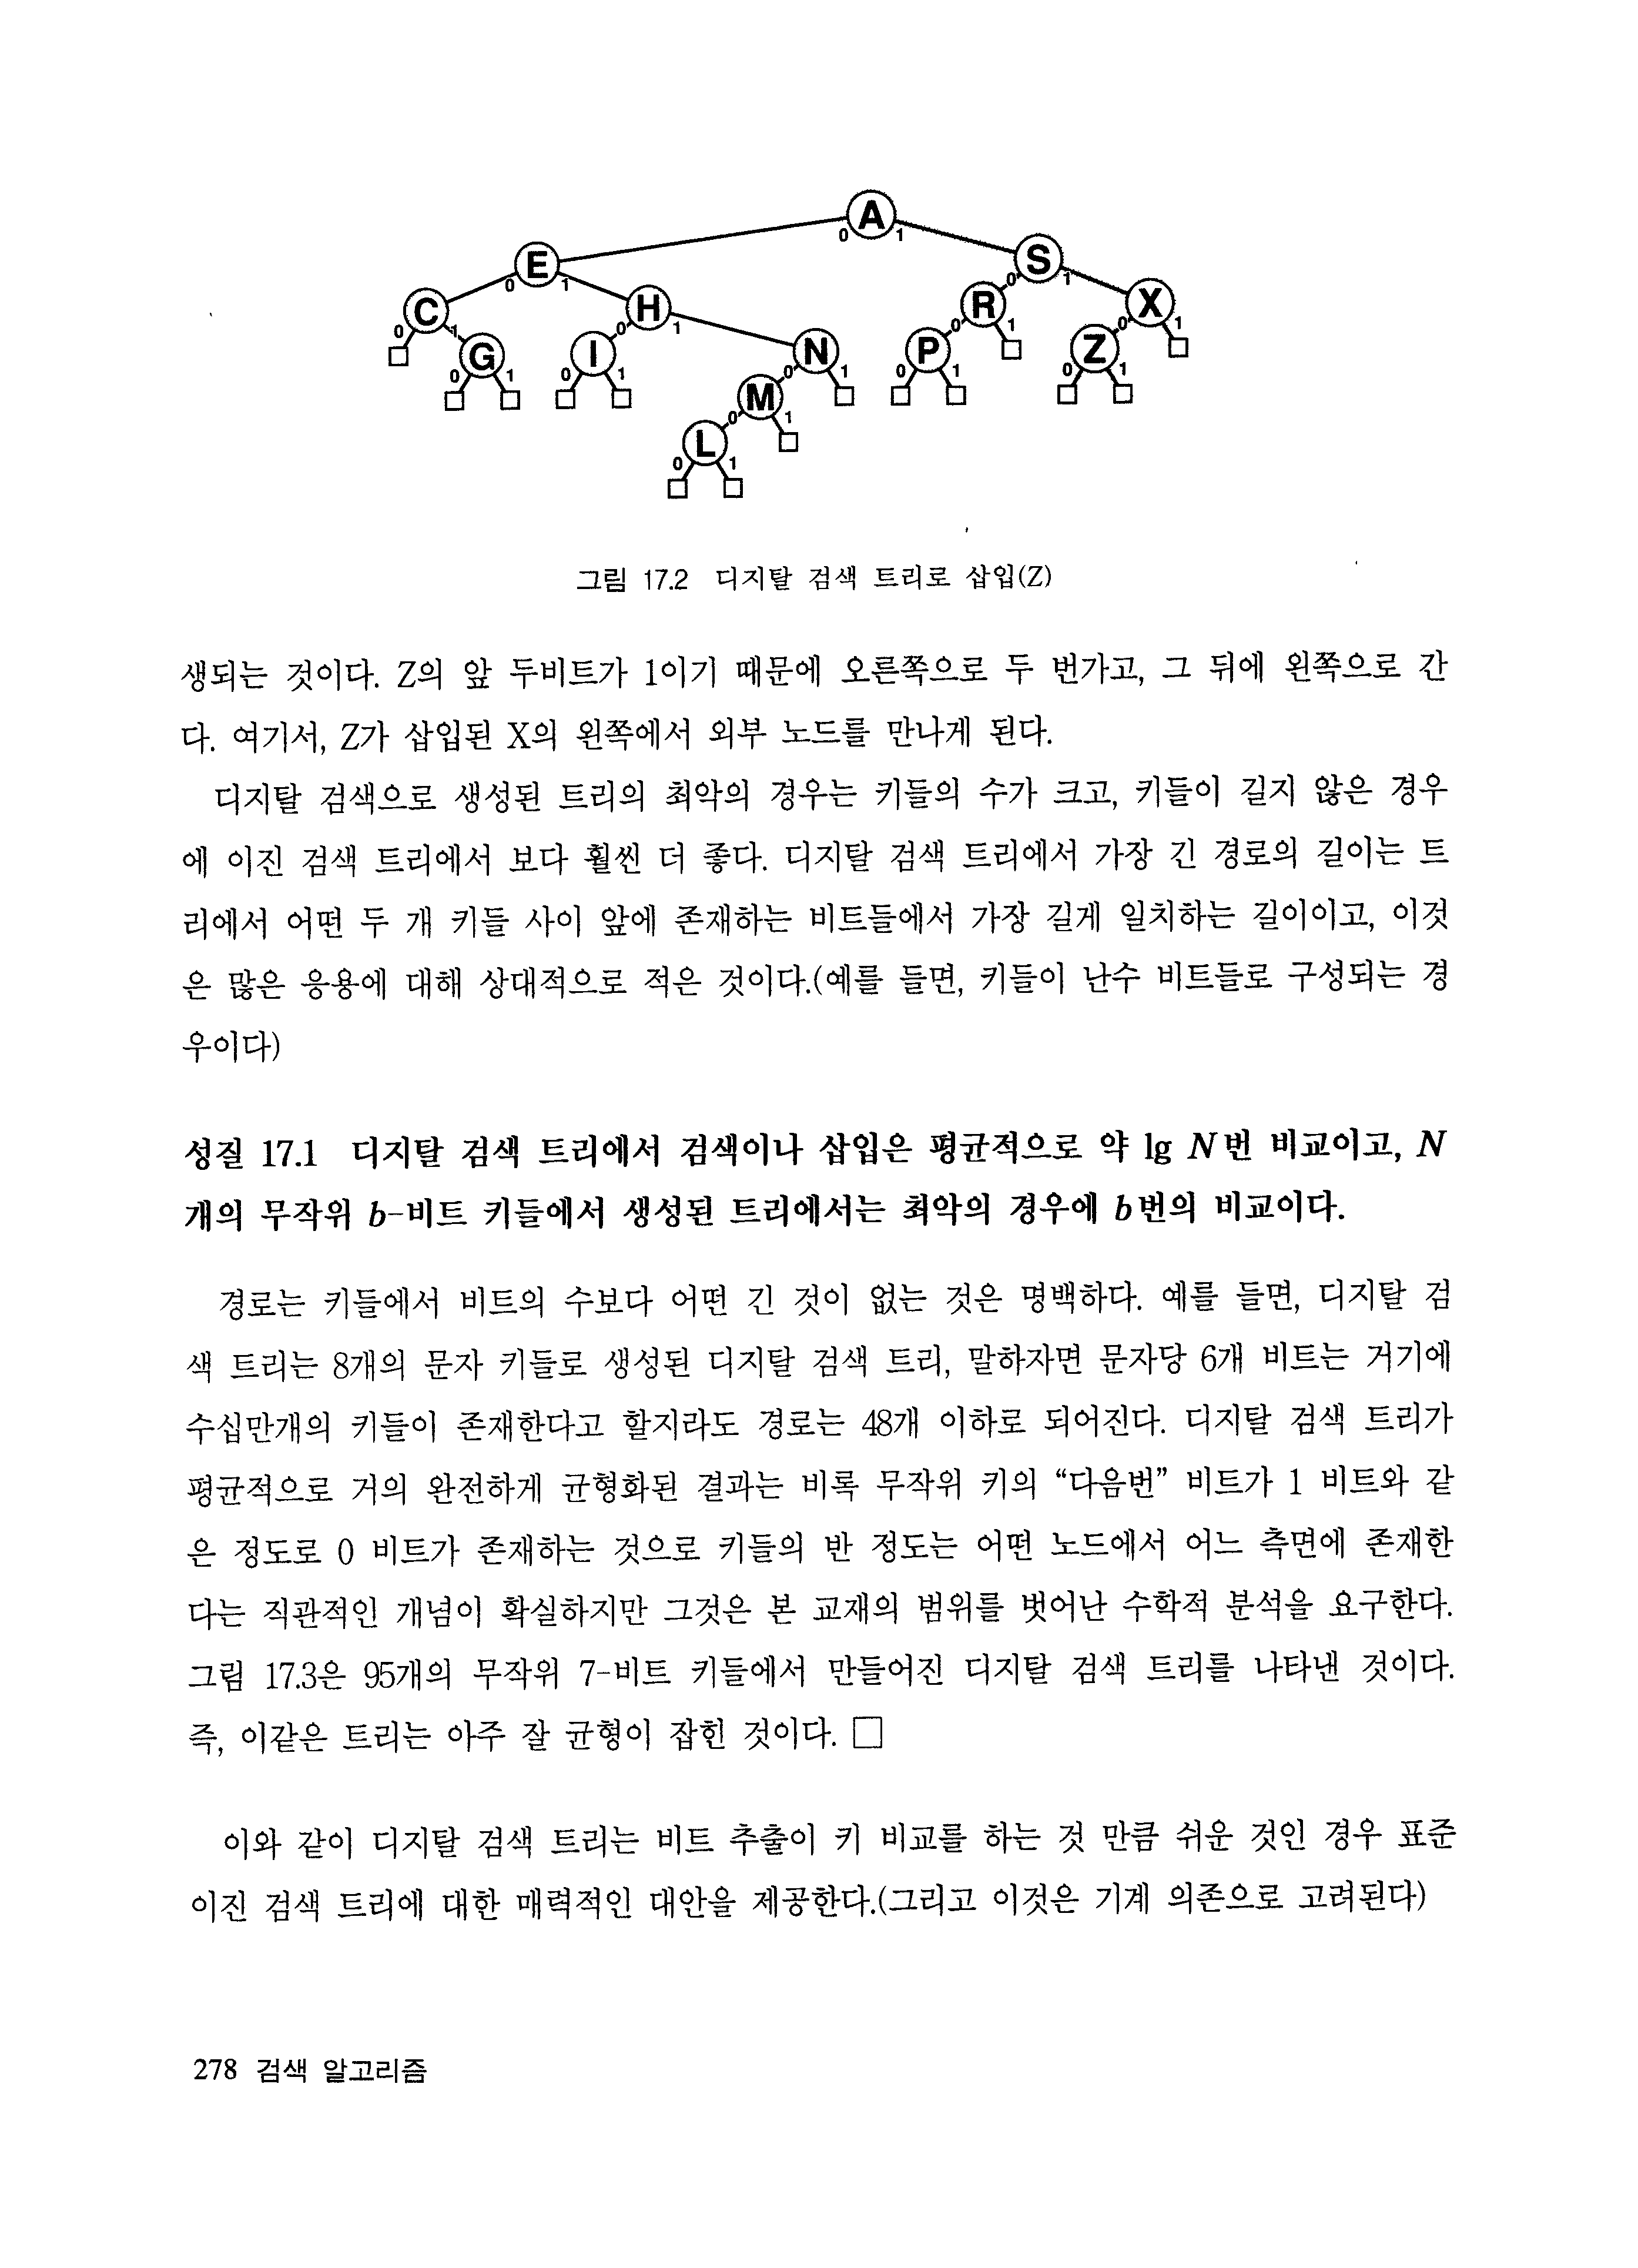 A
0 1
E S
0 1 0 1
C H R X
0 1 0 1 0 1 0 1
G I N P Z
0 1 0 1 0 1 0 1 0 1
M
0 1
L
0 1
그림 17.2 디지탈 검색 트리로 삽입(Z)
생되는 것이다. Z의 앞 두비트가 1이기 때문에 오른쪽으로 두 번가고, 그 뒤에 왼쪽으로 간
다. 여기서, Z가 삽입된 X의 왼쪽에서 외부 노드를 만나게 된다.
디지탈 검색으로 생성된 트리의 최악의 경우는 키들의 수가 크고, 키들이 길지 않은 경우
에 이진 검색 트리에서 보다 훨씬 더 좋다. 디지탈 검색 트리에서 가장 긴 경로의 길이는 트
리에서 어떤 두 개 키들 사이 앞에 존재하는 비트들에서 가장 길게 일치하는 길이이고, 이것
은 많은 응용에 대해 상대적으로 적은 것이다.(예를 들면, 키들이 난수 비트들로 구성되는 경
우이다)
성질 17.1 디지탈 검색 트리에서 검색이나 삽입은 평균적으로 약 lg N번 비교이고, N
개의 무작위 b-비트 키들에서 생성된 트리에서는 최악의 경우에 b번의 비교이다.
경로는 키들에서 비트의 수보다 어떤 긴 것이 없는 것은 명백하다. 예를 들면, 디지탈 검
색 트리는 8개의 문자 키들로 생성된 디지탈 검색 트리, 말하자면 문자당 6개 비트는 거기에
수십만개의 키들이 존재한다고 할지라도 경로는 48개 이하로 되어진다. 디지탈 검색 트리가
평균적으로 거의 완전하게 균형화된 결과는 비록 무작위 키의 “다음번” 비트가 1 비트와 같
은 정도로 0 비트가 존재하는 것으로 키들의 반 정도는 어떤 노드에서 어느 측면에 존재한
다는 직관적인 개념이 확실하지만 그것은 본 교재의 범위를 벗어난 수학적 분석을 요구한다.
그림 17.3은 95개의 무작위 7-비트 키들에서 만들어진 디지탈 검색 트리를 나타낸 것이다.
즉, 이같은 트리는 아주 잘 균형이 잡힌 것이다. □
이와 같이 디지탈 검색 트리는 비트 추출이 키 비교를 하는 것 만큼 쉬운 것인 경우 표준
이진 검색 트리에 대한 매력적인 대안을 제공한다.(그리고 이것은 기계 의존으로 고려된다)
278 검색 알고리즘